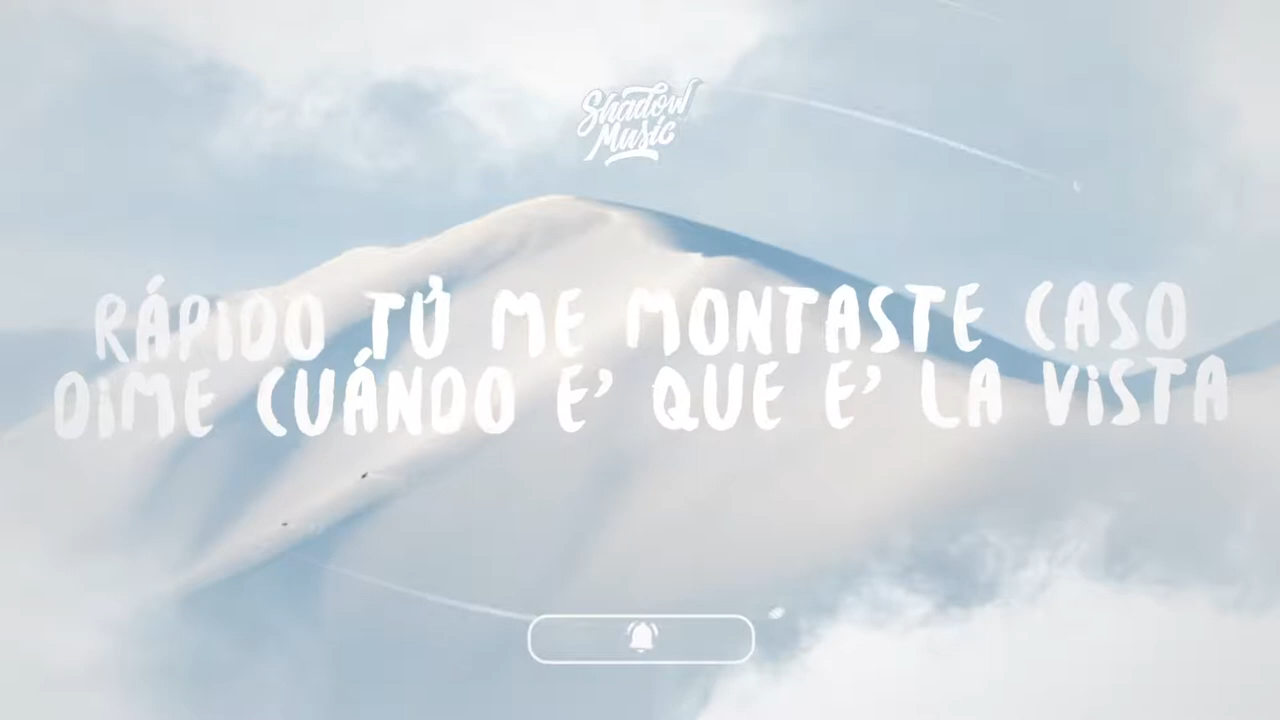 Shadow
Music
RÁPIDO TÚ ME MONTASTE CASO
DIME CUÁNDO E' QUE E' LA VISTA